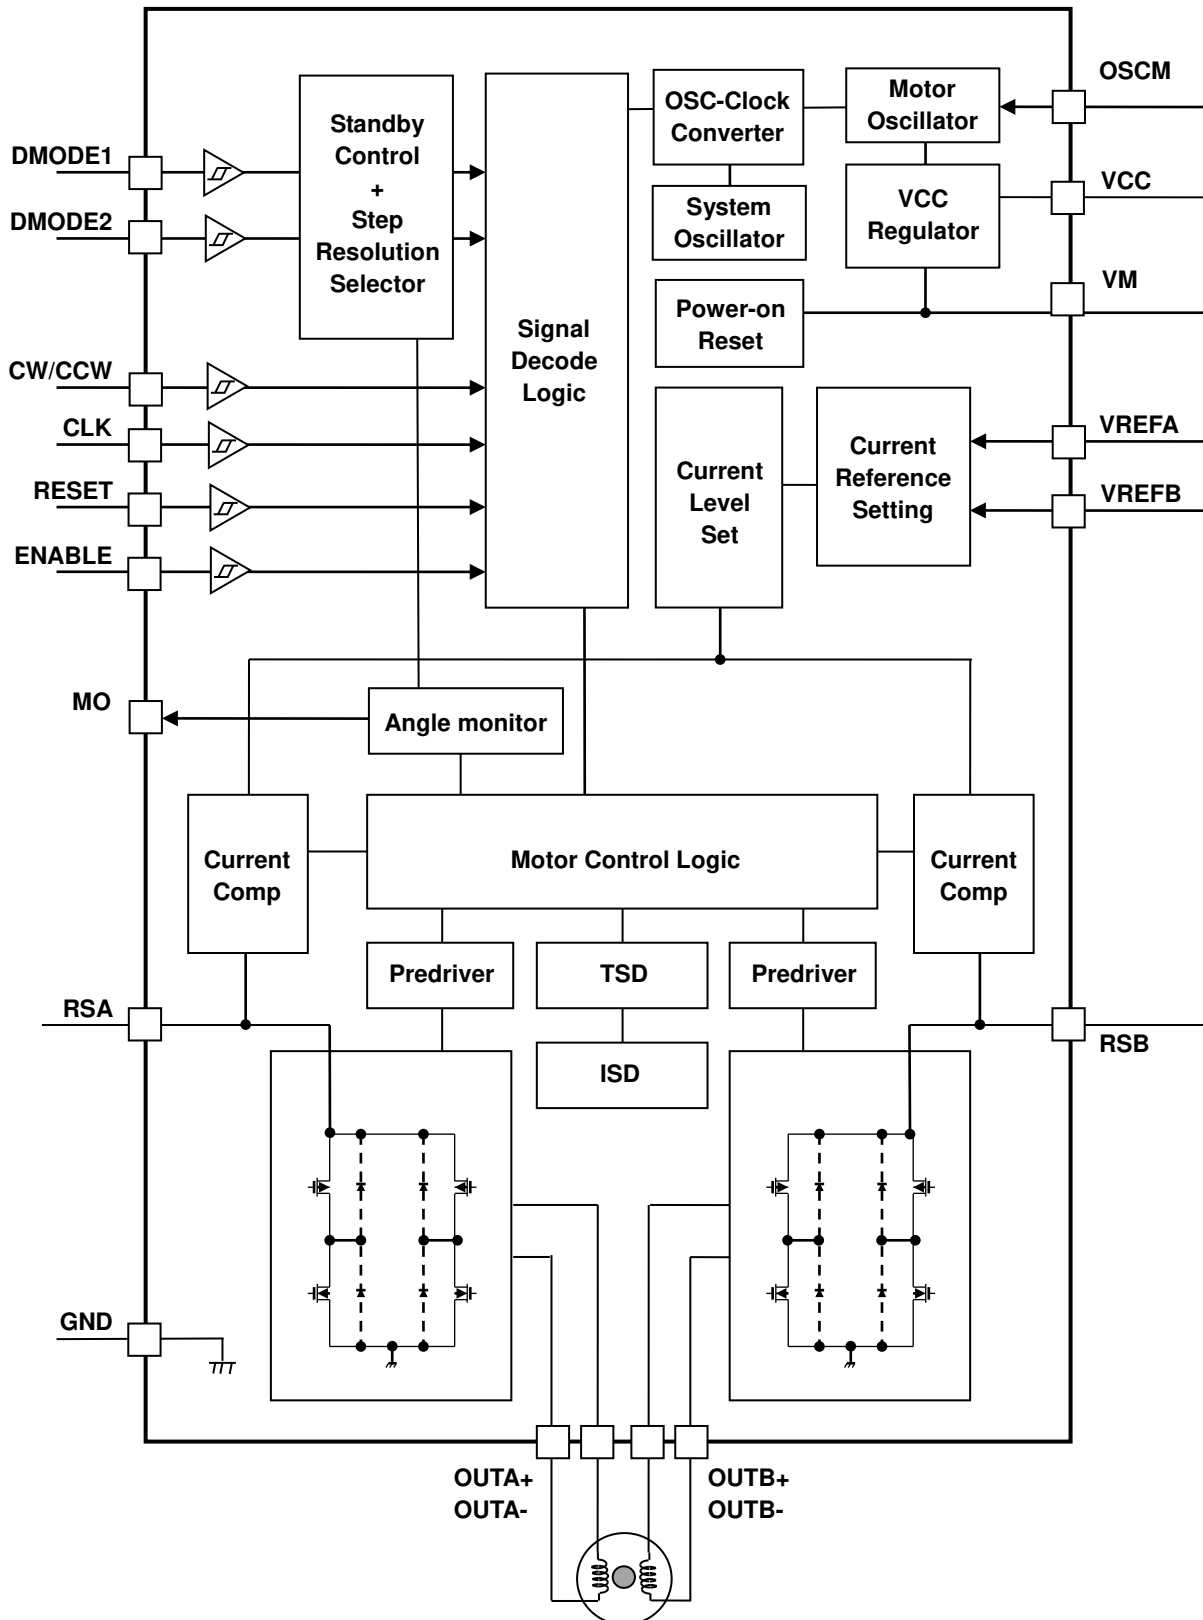 OSCM
Motor
Oscillator
OSC-Clock
Converter
Standby
Control
+
Step
Resolution
Selector
DMODE1
DMODE2
VCC
VCC
Regulator
System
Oscillator
VM
Power-on
Reset
Signal
Decode
Logic
CW/CCW
CLK
RESET
ENABLE
Current
Level
Set
Current
Reference
Setting
VREFA
VREFB
MO
Angle monitor
Current
Comp
Motor Control Logic
Current
Comp
Predriver
TSD
Predriver
RSA
RSB
ISD
GND
OUTA+
OUTA-
OUTB+
OUTB-